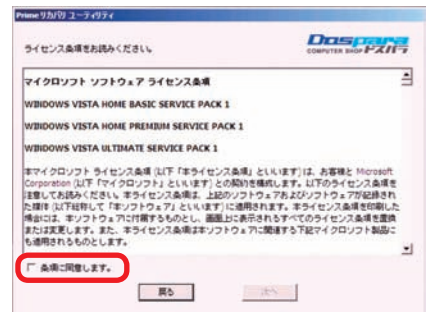 Prime リカバリ ユーティリティ
ライセンス条項をお読みください。
Dospara
COMPUTER SHOP ドスパラ
マイクロソフト ソフトウェア ライセンス条項
WINDOWS VISTA HOME BASIC SERVICE PACK 1
WINDOWS VISTA HOME PREMIUM SERVICE PACK 1
WINDOWS VISTA ULTIMATE SERVICE PACK 1
本マイクロソフト ライセンス条項 (以下「本ライセンス条項」といいます) は、お客様と Microsoft
Corporation (以下「マイクロソフト」といいます) との契約を構成します。以下のライセンス条項を
注意してお読みください。本ライセンス条項は、上記のソフトウェアおよびソフトウェアが記録され
た媒体 (以下総称して「本ソフトウェア」といいます) に適用されます。本ライセンス条項を印刷した
場合には、本ソフトウェアに付属するものとし、画面上に表示されるすべてのライセンス条項を置換
または変更します。また、本ライセンス条項は本ソフトウェアに関連する下記マイクロソフト製品に
も適用されるものとします。
条項に同意します。
戻る
次へ